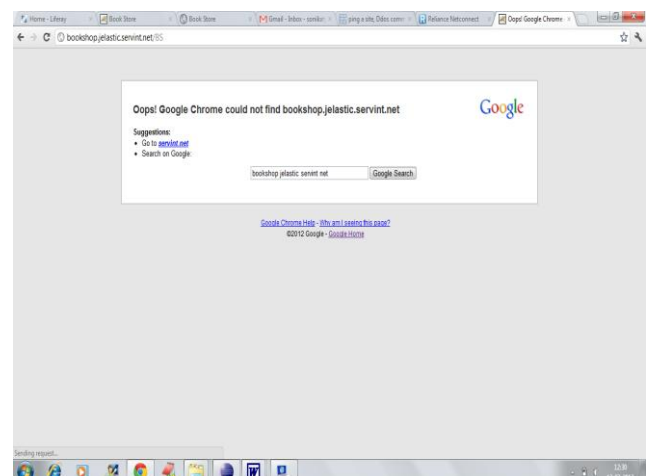 Home - Liferay
Book Store
Book Store
Gmail - Inbox
ping a site
Reliance Netconnect
Oops! Google Chrome
bookshop.jelastic.servint.net/BS
Oops! Google Chrome could not find bookshop.jelastic.servint.net
Google
Suggestions:
Go to servint.net
Search on Google:
bookshop jelastic servint net
Google Search
Google Chrome Help - Why am I seeing this page?
©2012 Google - Google Home
Sending request...